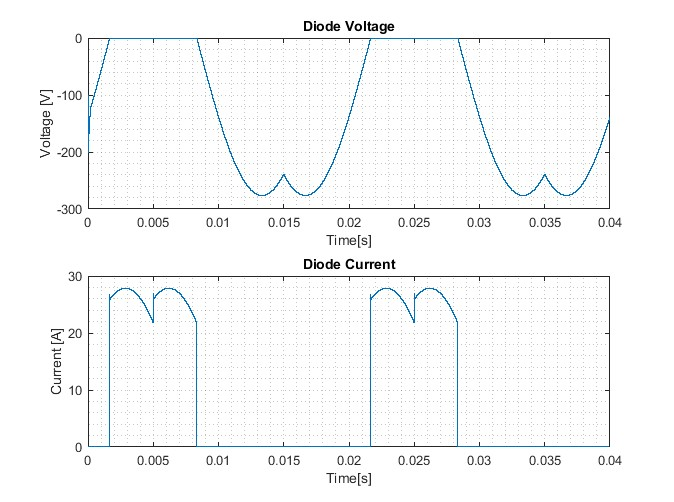 Diode Voltage
0
-100
-200
-300
Voltage [V]
0 0.005 0.01 0.015 0.02 0.025 0.03 0.035 0.04
Time[s]
Diode Current
30
20
10
0
Current [A]
0 0.005 0.01 0.015 0.02 0.025 0.03 0.035 0.04
Time[s]